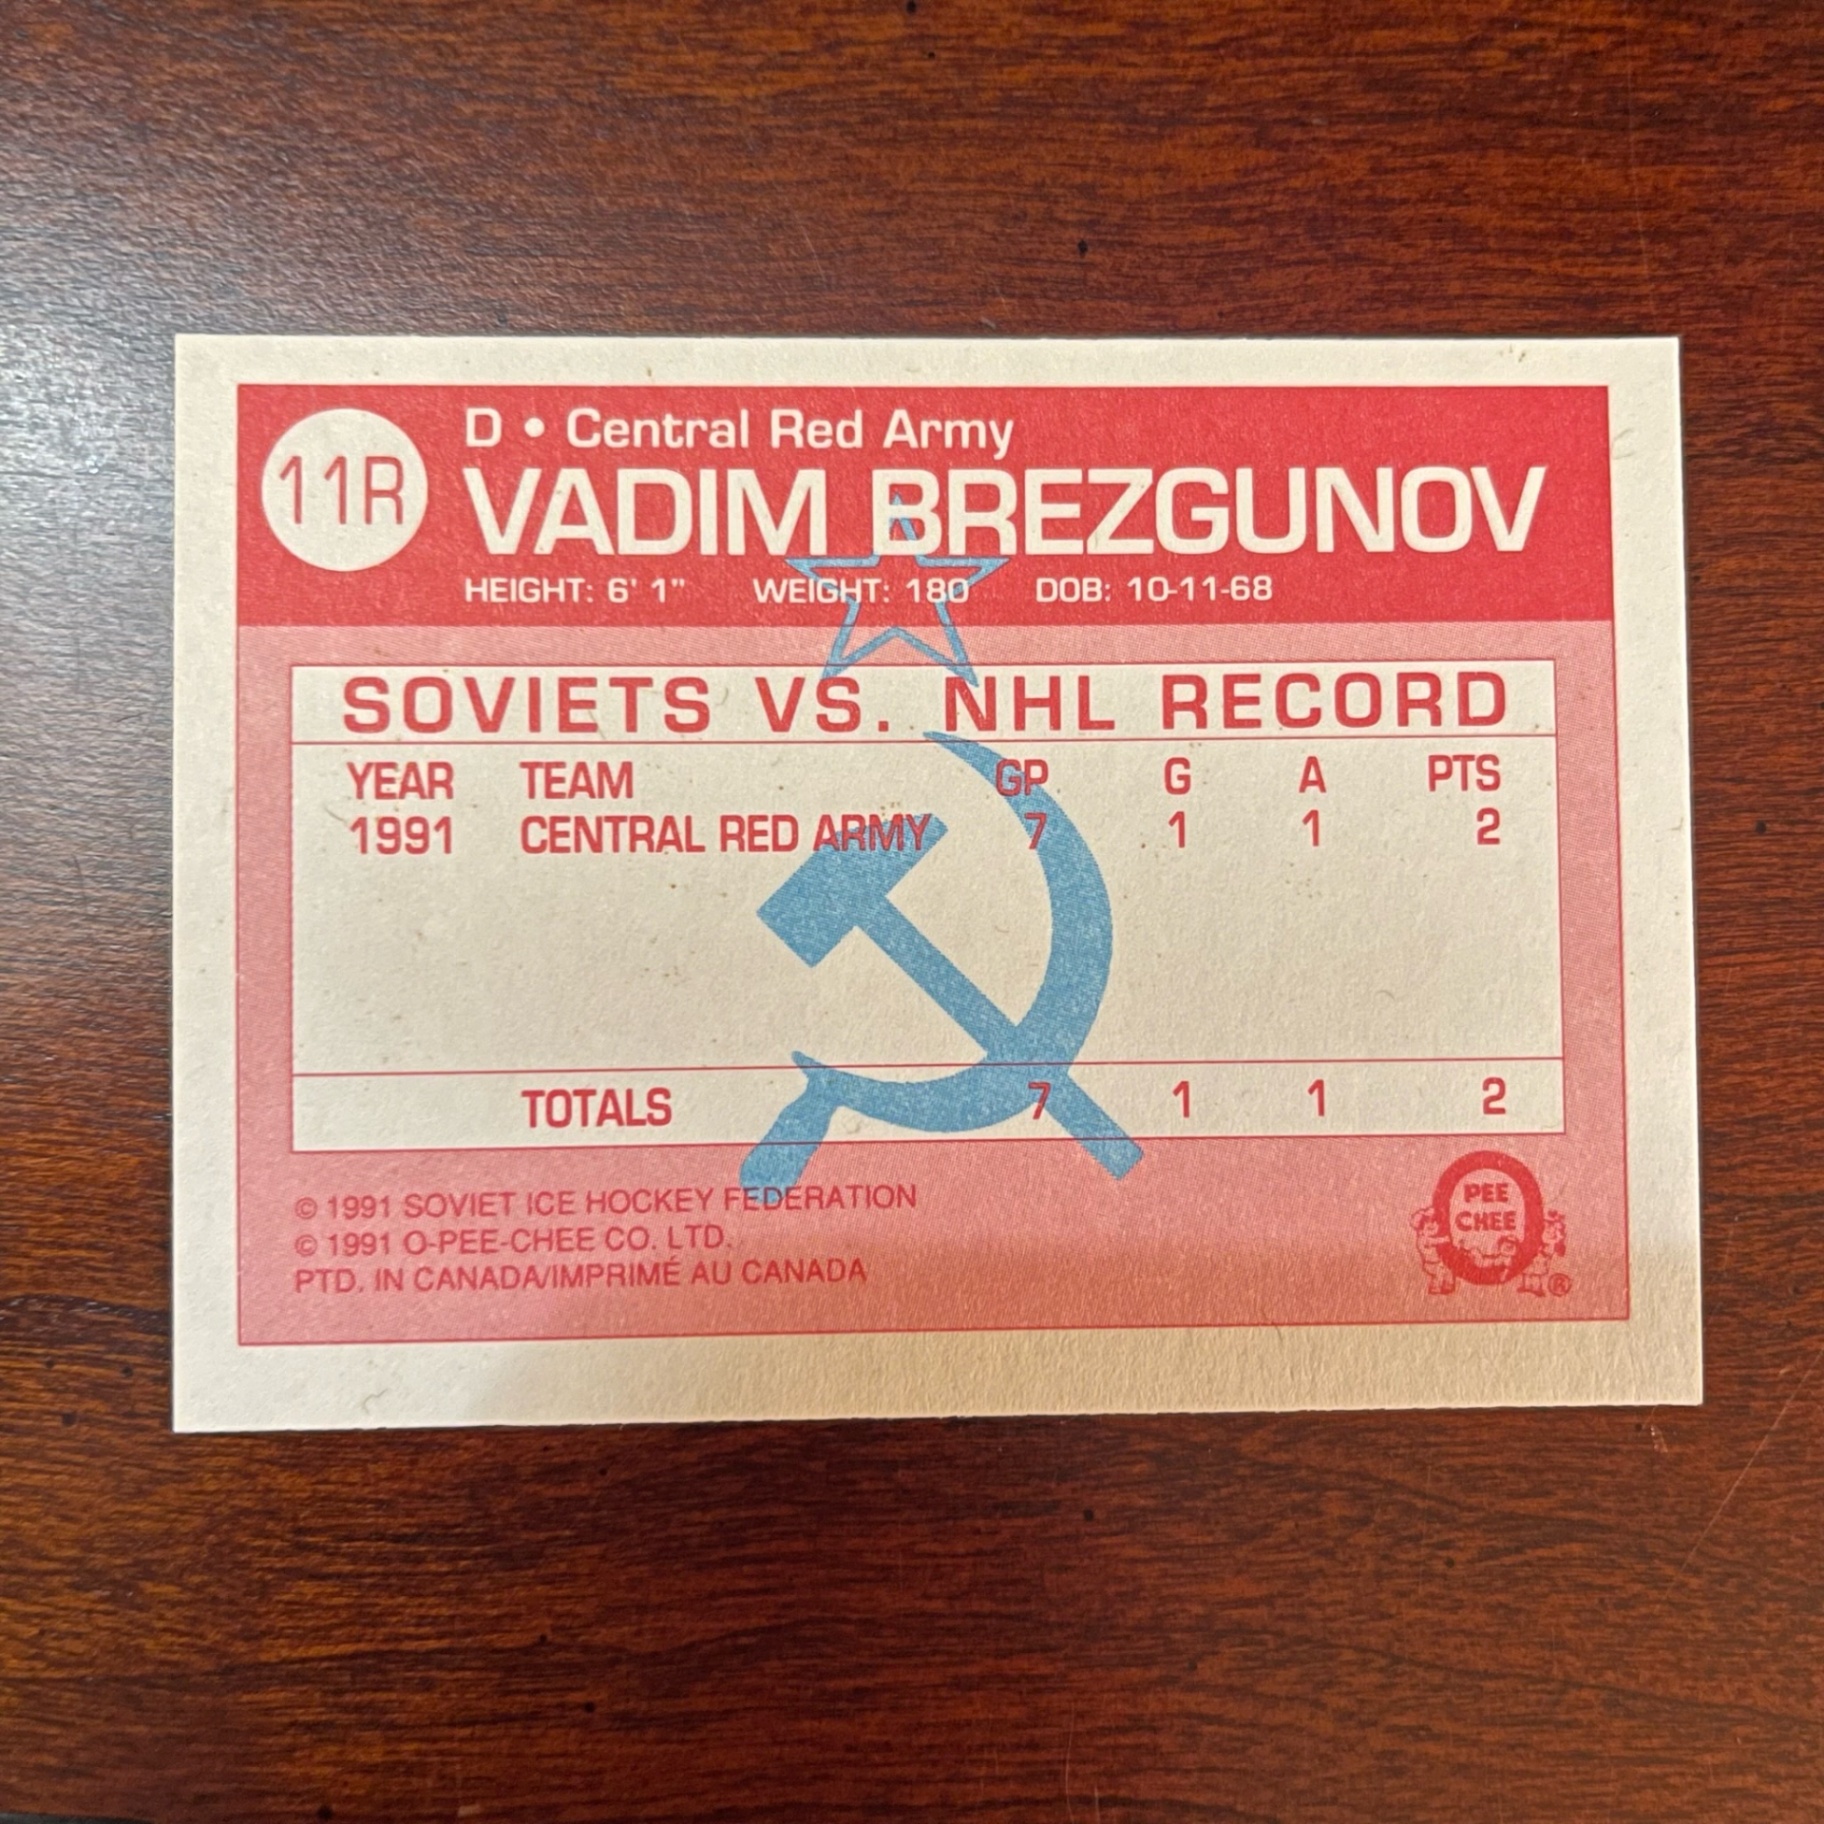 11R
D • Central Red Army
VADIM BREZGUNOV
HEIGHT: 6' 1" WEIGHT: 180 DOB: 10-11-68
SOVIETS VS. NHL RECORD
YEAR TEAM GP G A PTS
1991 CENTRAL RED ARMY 7 1 1 2
TOTALS 7 1 1 2
© 1991 SOVIET ICE HOCKEY FEDERATION
© 1991 O-PEE-CHEE CO. LTD.
PTD. IN CANADA/IMPRIMÉ AU CANADA
O
PEE
CHEE
®